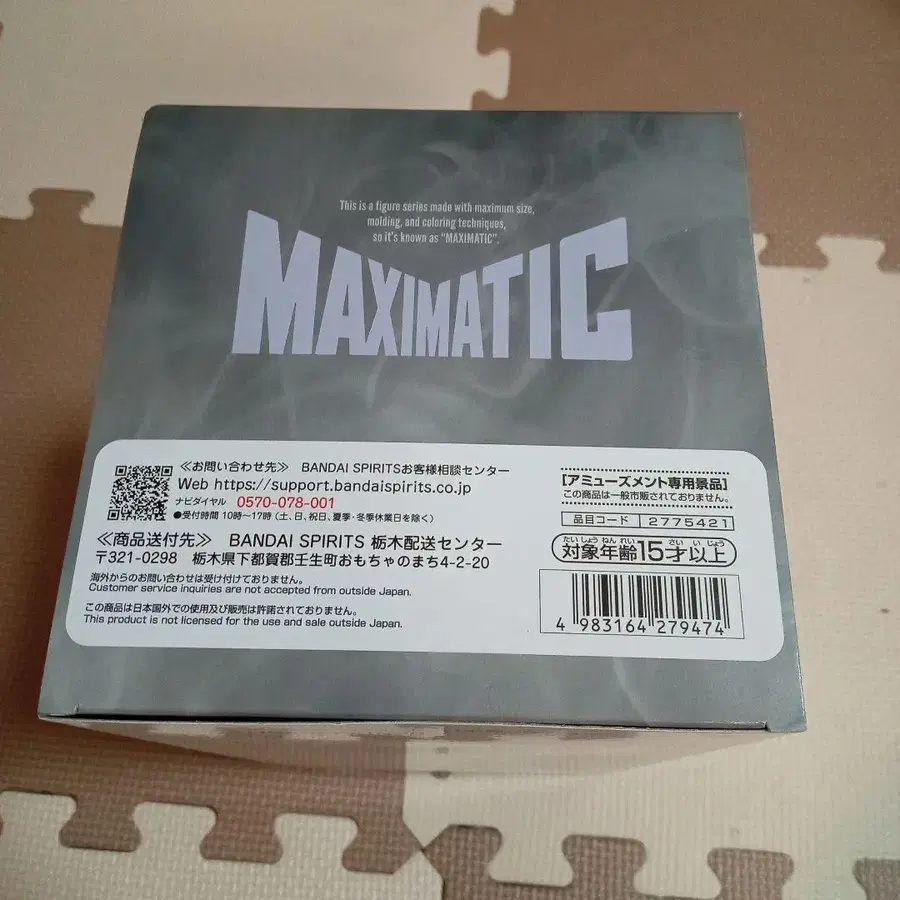 This is a figure series made with maximum size,
molding, and coloring techniques,
so it's known as "MAXIMATIC".
MAXIMATIC
≪お問い合わせ先≫ BANDAI SPIRITSお客様相談センター
Web https://support.bandaispirits.co.jp
ナビダイヤル 0570-078-001
●受付時間 10時～17時 (土、日、祝日、夏季・冬季休業日を除く)
≪商品送付先≫ BANDAI SPIRITS 栃木配送センター
〒321-0298 栃木県下都賀郡壬生町おもちゃのまち4-2-20
海外からのお問い合わせは受け付けておりません。
Customer service inquiries are not accepted from outside Japan.
この商品は日本国外での使用及び販売は許諾されておりません。
This product is not licensed for the use and sale outside Japan.
【アミューズメント専用景品】
この商品は一般市販されておりません。
品目コード 2775421
たいしょうねんれい さい いじょう
対象年齢15才以上
4 983164 279474